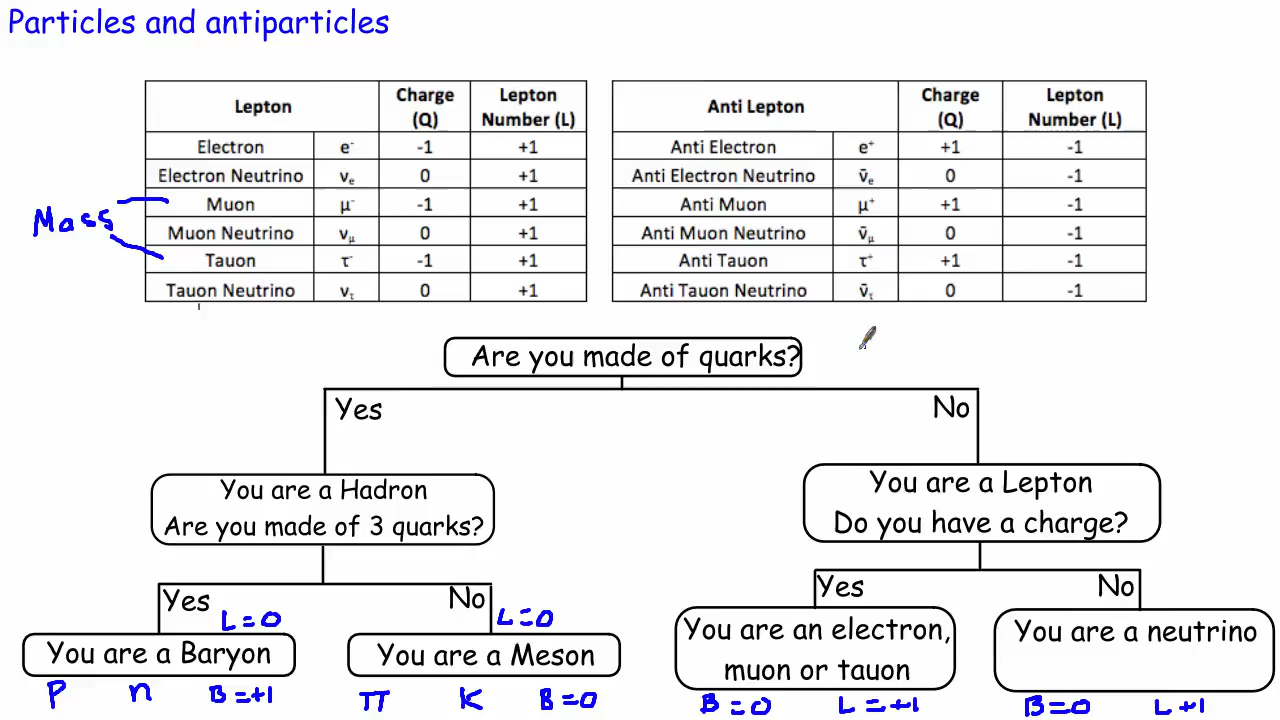 Particles and antiparticles
Lepton Charge (Q) Lepton Number (L)
Electron e⁻ -1 +1
Electron Neutrino νₑ 0 +1
Muon μ⁻ -1 +1
Muon Neutrino ν_μ 0 +1
Tauon τ⁻ -1 +1
Tauon Neutrino ν_τ 0 +1
Mass
Anti Lepton Charge (Q) Lepton Number (L)
Anti Electron e⁺ +1 -1
Anti Electron Neutrino ν̄ₑ 0 -1
Anti Muon μ⁺ +1 -1
Anti Muon Neutrino ν̄_μ 0 -1
Anti Tauon τ⁺ +1 -1
Anti Tauon Neutrino ν̄_τ 0 -1
Are you made of quarks?
Yes
No
You are a Hadron
Are you made of 3 quarks?
You are a Lepton
Do you have a charge?
Yes
No
L=0
L=0
You are a Baryon
You are a Meson
P n B=+1
π K B=0
Yes
No
You are an electron,
muon or tauon
You are a neutrino
B=0 L=+1
B=0 L+1